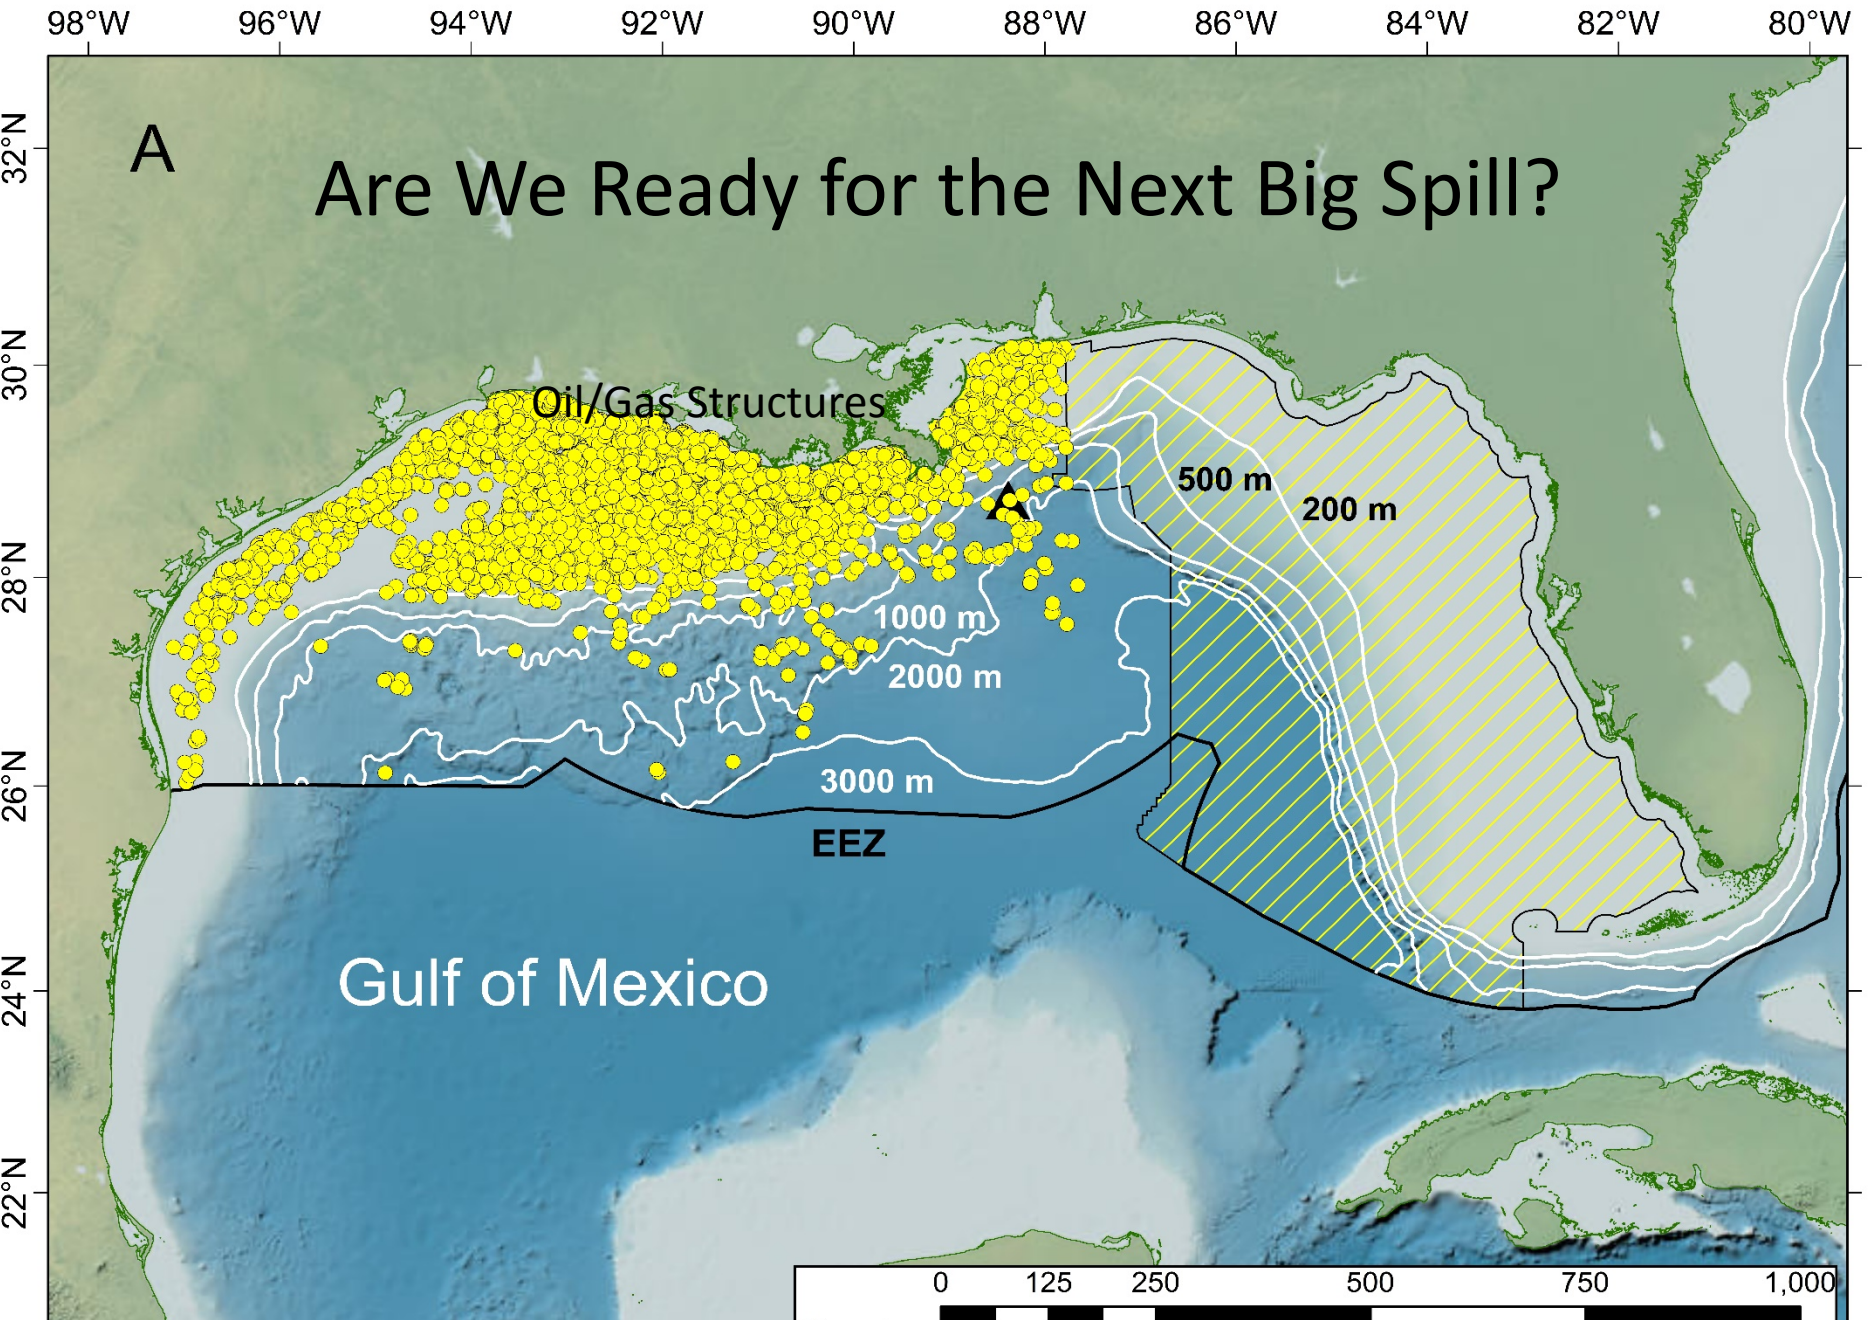 98°W 96°W 94°W 92°W 90°W 88°W 86°W 84°W 82°W 80°W
32°N
A
Are We Ready for the Next Big Spill?
30°N
Oil/Gas Structures
500 m
200 m
28°N
1000 m
2000 m
26°N
3000 m
EEZ
24°N
Gulf of Mexico
22°N
0 125 250 500 750 1,000